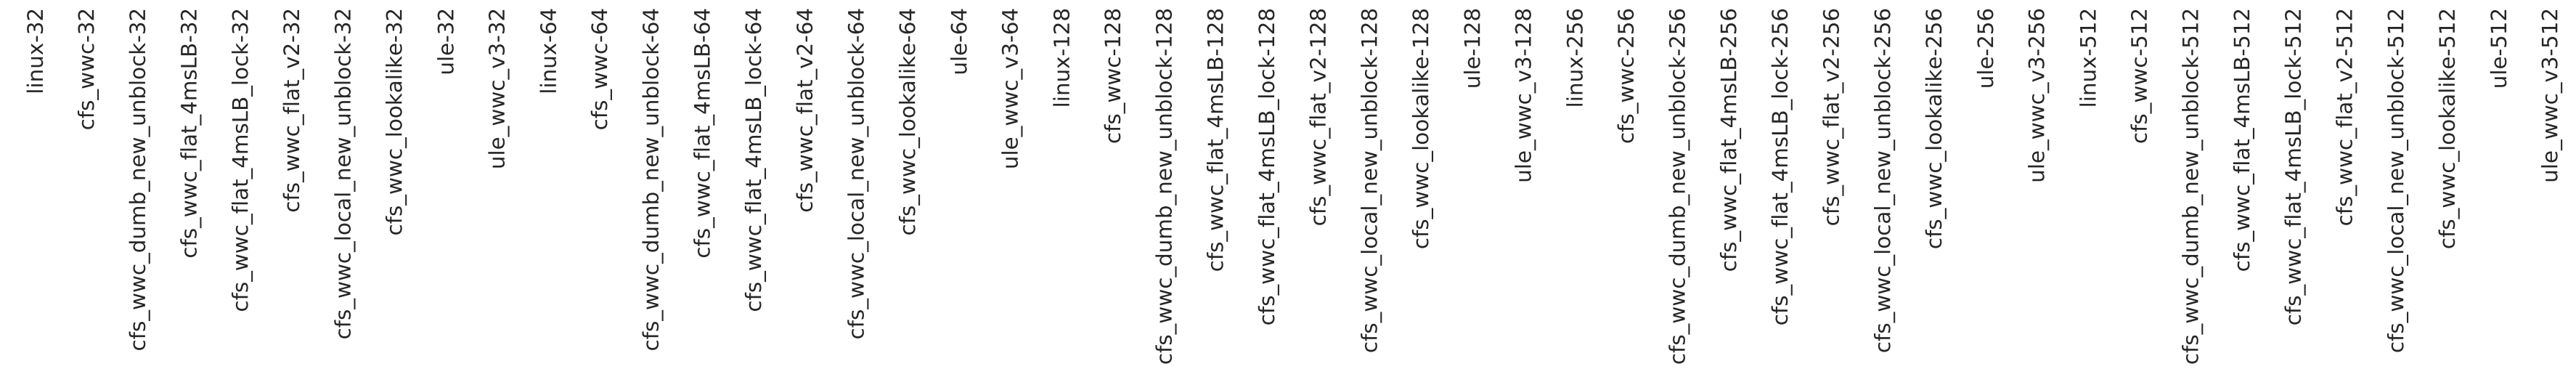 linux-32
cfs_wwc-32
cfs_wwc_dumb_new_unblock-32
cfs_wwc_flat_4msLB-32
cfs_wwc_flat_4msLB_lock-32
cfs_wwc_flat_v2-32
cfs_wwc_local_new_unblock-32
cfs_wwc_lookalike-32
ule-32
ule_wwc_v3-32
linux-64
cfs_wwc-64
cfs_wwc_dumb_new_unblock-64
cfs_wwc_flat_4msLB-64
cfs_wwc_flat_4msLB_lock-64
cfs_wwc_flat_v2-64
cfs_wwc_local_new_unblock-64
cfs_wwc_lookalike-64
ule-64
ule_wwc_v3-64
linux-128
cfs_wwc-128
cfs_wwc_dumb_new_unblock-128
cfs_wwc_flat_4msLB-128
cfs_wwc_flat_4msLB_lock-128
cfs_wwc_flat_v2-128
cfs_wwc_local_new_unblock-128
cfs_wwc_lookalike-128
ule-128
ule_wwc_v3-128
linux-256
cfs_wwc-256
cfs_wwc_dumb_new_unblock-256
cfs_wwc_flat_4msLB-256
cfs_wwc_flat_4msLB_lock-256
cfs_wwc_flat_v2-256
cfs_wwc_local_new_unblock-256
cfs_wwc_lookalike-256
ule-256
ule_wwc_v3-256
linux-512
cfs_wwc-512
cfs_wwc_dumb_new_unblock-512
cfs_wwc_flat_4msLB-512
cfs_wwc_flat_4msLB_lock-512
cfs_wwc_flat_v2-512
cfs_wwc_local_new_unblock-512
cfs_wwc_lookalike-512
ule-512
ule_wwc_v3-512